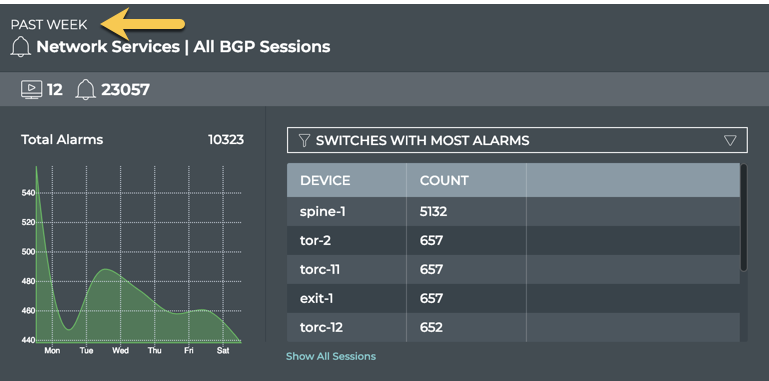 PAST WEEK
Network Services | All BGP Sessions
12 23057
Total Alarms 10323
540
520
500
480
460
440
Mon Tue Wed Thu Fri Sat
SWITCHES WITH MOST ALARMS
DEVICE COUNT
spine-1 5132
tor-2 657
torc-11 657
exit-1 657
torc-12 652
Show All Sessions